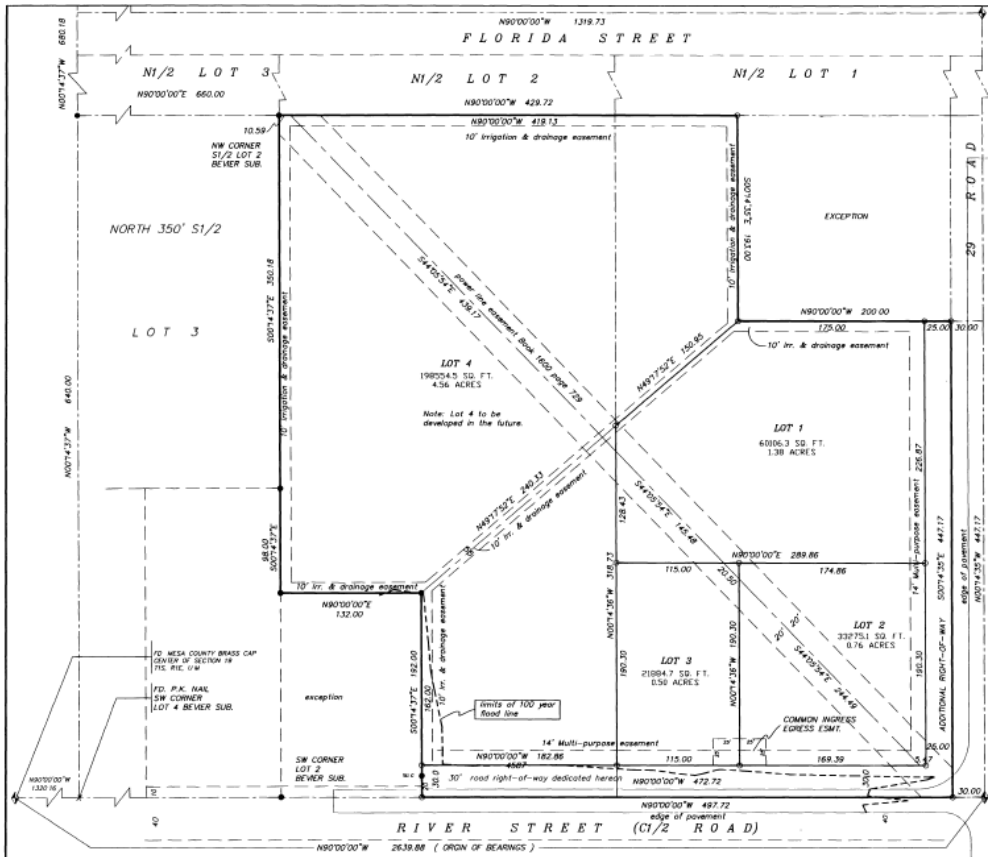 N90°00'00"W 1319.73
FLORIDA STREET
N00°14'37"W 680.18
N1/2 LOT 3
N1/2 LOT 2
N1/2 LOT 1
N90°00'00"E 660.00
N90°00'00"W 429.72
N90°00'00"W 419.13
10' Irrigation & drainage easement
10.59
NW CORNER
S1/2 LOT 2
BEVIER SUB.
29 ROAD
S00°14'35"E 193.00
10' Irrigation & drainage easement
EXCEPTION
NORTH 350' S1/2
LOT 3
S00°14'37"E 350.18
10' Irrigation & drainage easement
S44°05'54"E 439.17
power line easement Book 1600 page 729
N90°00'00"W 200.00
175.00
25.00
30.00
10' Irr. & drainage easement
N49°17'52"E 150.95
LOT 4
198554.5 SQ. FT.
4.56 ACRES
Note: Lot 4 to be
developed in the future.
N00°14'37"W 640.00
LOT 1
60106.3 SQ. FT.
1.38 ACRES
226.87
N49°17'52"E 240.33
10' Irr. & drainage easement
128.43
S44°05'54"E 145.48
14' Multi-purpose easement
S00°14'35"E 447.17
ADDITIONAL RIGHT-OF-WAY
edge of pavement
N00°14'35"W 447.17
98.00
S00°14'37"E
N90°00'00"E 289.86
115.00
20.50
174.86
10' Irr. & drainage easement
N90°00'00"E
132.00
N00°14'36"W 318.73
190.30
N00°14'36"W 190.30
20' 20'
S44°05'54"E 244.49
LOT 2
33275.1 SQ. FT.
0.76 ACRES
190.30
LOT 3
21884.7 SQ. FT.
0.50 ACRES
S00°14'37"E 192.00
162.00
10' Irr. & drainage easement
FD. MESA COUNTY BRASS CAP
CENTER OF SECTION 19
T1S, R1E, U M
FD. P.K. NAIL
SW CORNER
LOT 4 BEVIER SUB.
exception
limits of 100 year
flood line
COMMON INGRESS
EGRESS ESMT.
14' Multi-purpose easement
25.00
SW CORNER
LOT 2
BEVIER SUB.
N90°00'00"W 182.86
115.00
169.39
30' road right-of-way dedicated hereon
N90°00'00"W 472.72
30.0
30.0
N90°00'00"W
1320.16
N90°00'00"W 497.72
30.00
edge of pavement
40
40
RIVER STREET (C1/2 ROAD)
N90°00'00"W 2639.88 ( ORGIN OF BEARINGS )